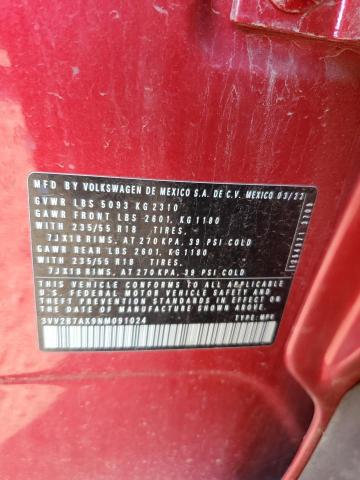 MFD BY VOLKSWAGEN DE MEXICO S.A. DE C.V. MEXICO 03/22
GVWR LBS 5093 KG 2310
GAWR FRONT LBS 2601, KG 1180
WITH 235/55 R18 TIRES,
7JX18 RIMS, AT 270 KPA, 39 PSI COLD
GAWR REAR LBS 2601, KG 1180
WITH 235/55 R18 TIRES,
7JX18 RIMS, AT 270 KPA, 39 PSI COLD
THIS VEHICLE CONFORMS TO ALL APPLICABLE
U.S. FEDERAL MOTOR VEHICLE SAFETY AND
THEFT PREVENTION STANDARDS IN EFFECT ON
THE DATE OF MANUFACTURE SHOWN ABOVE.
3VV2B7AX9NM091024 TYPE: MPV